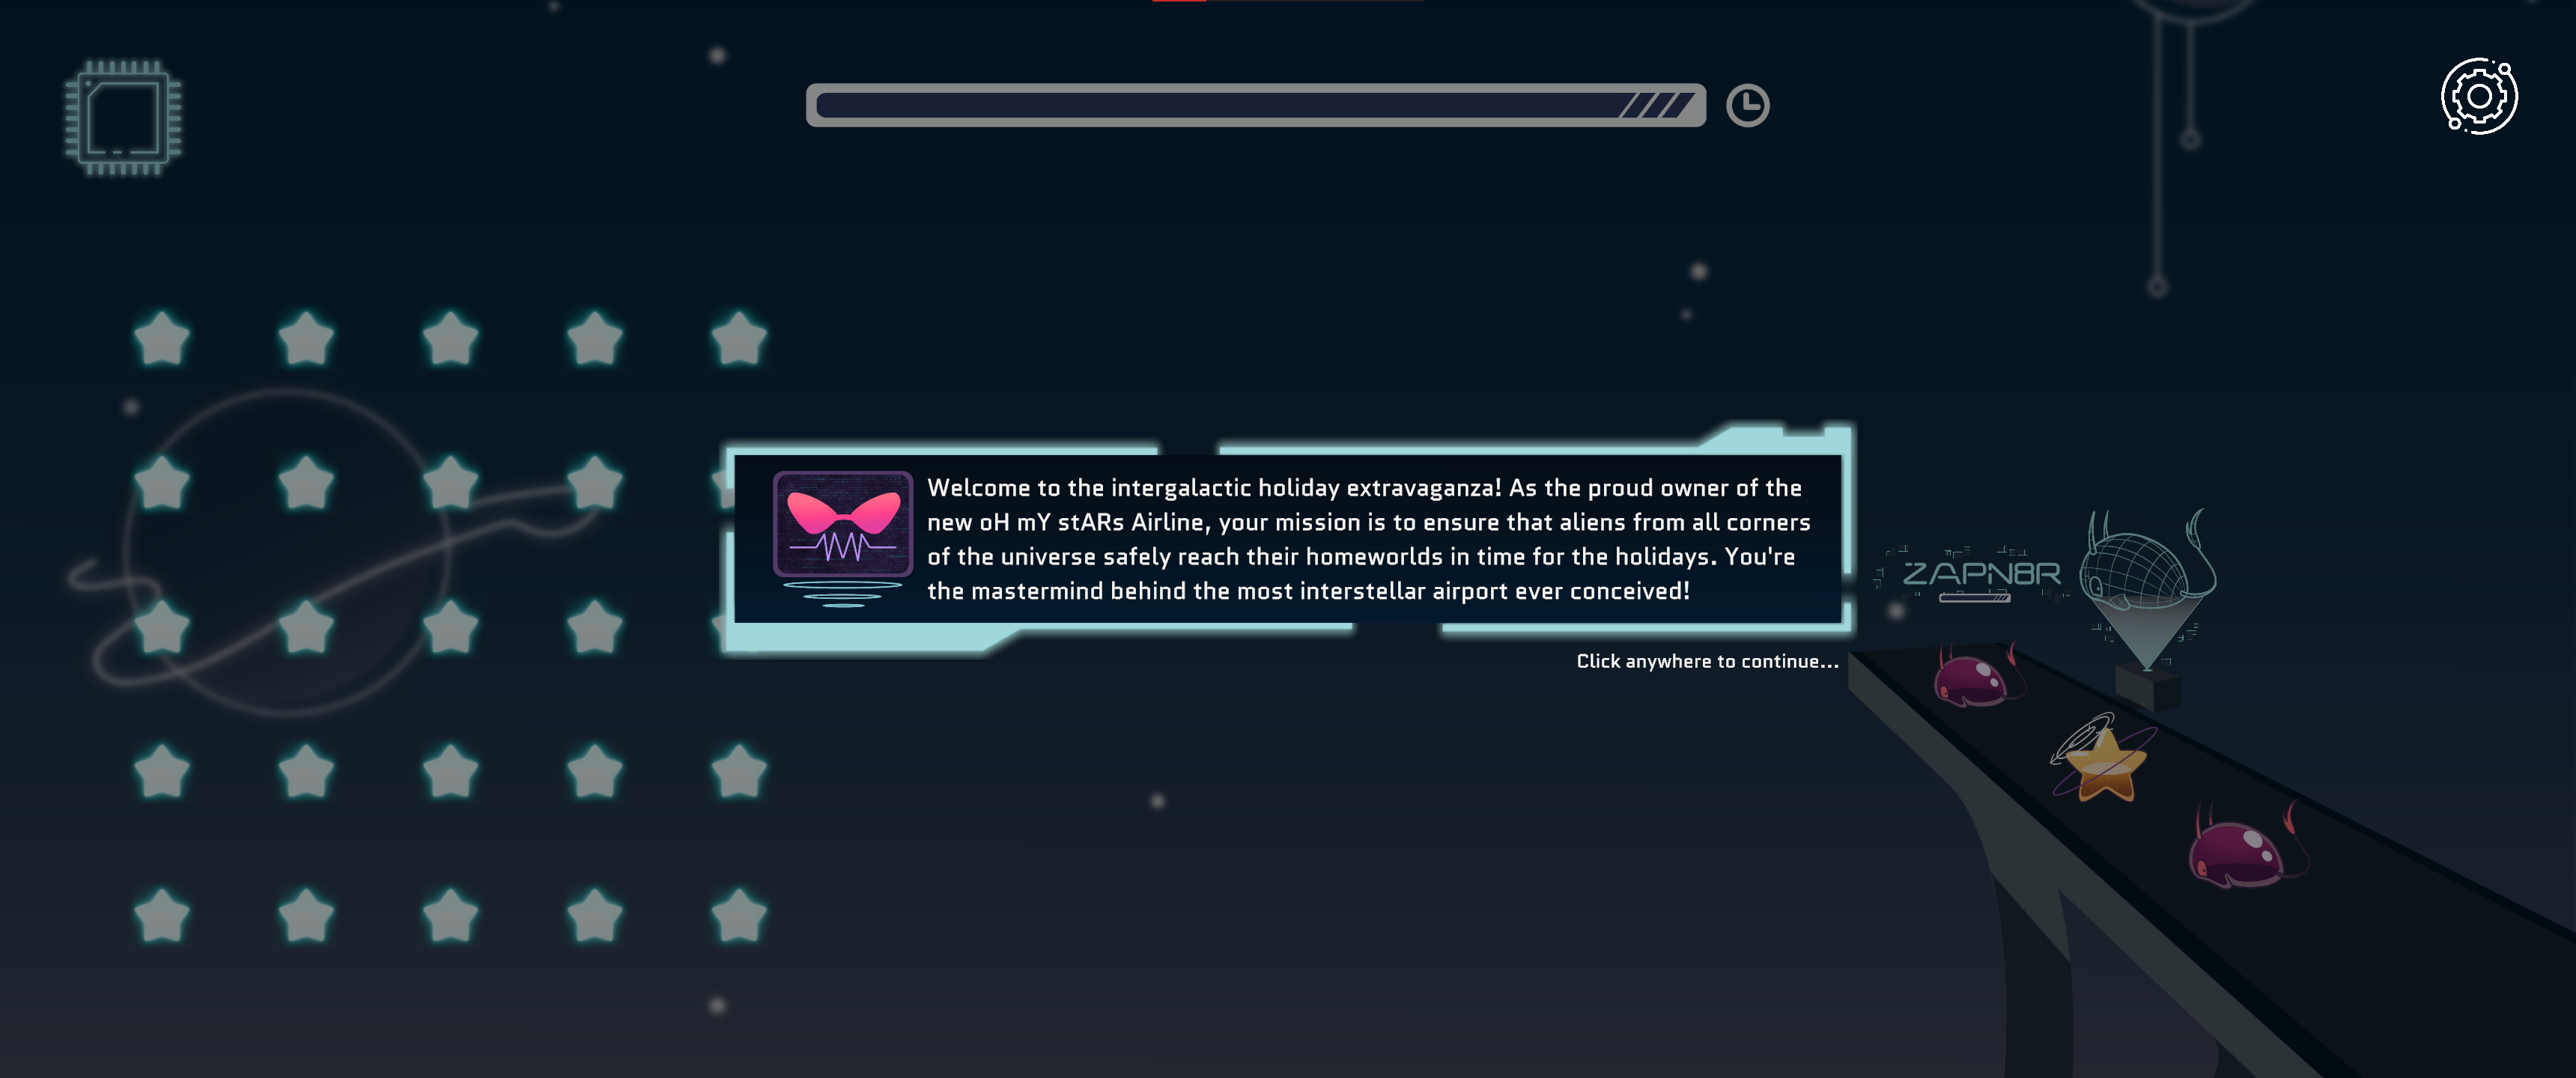 Welcome to the intergalactic holiday extravaganza! As the proud owner of the
new oH mY stARs Airline, your mission is to ensure that aliens from all corners
of the universe safely reach their homeworlds in time for the holidays. You're
the mastermind behind the most interstellar airport ever conceived!
ZAPN8R
Click anywhere to continue...